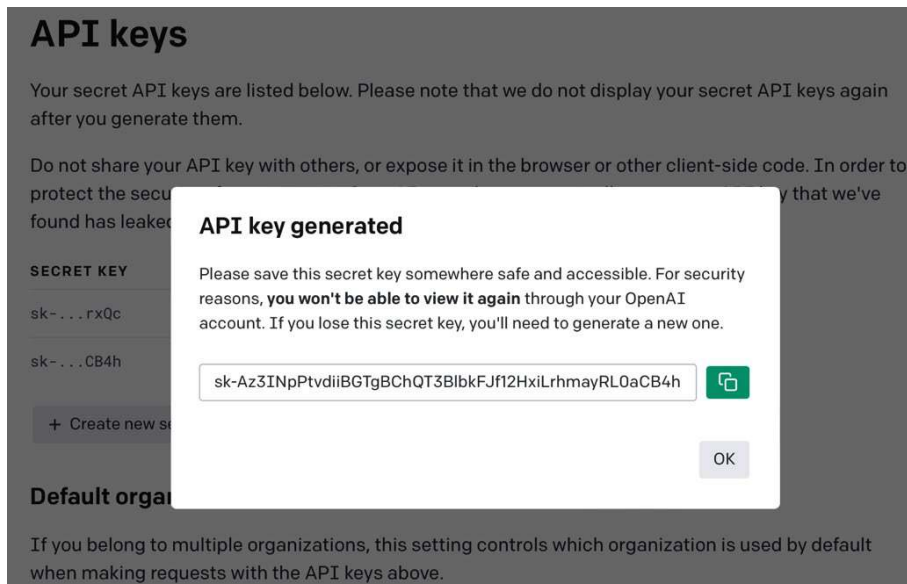 API keys
Your secret API keys are listed below. Please note that we do not display your secret API keys again
after you generate them.
Do not share your API key with others, or expose it in the browser or other client-side code. In order to
protect the secu y that we've
found has leake
API key generated
Please save this secret key somewhere safe and accessible. For security
reasons, you won't be able to view it again through your OpenAI
account. If you lose this secret key, you'll need to generate a new one.
SECRET KEY
sk-...rxQc
sk-...CB4h
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
+ Create new se
OK
Default orga
If you belong to multiple organizations, this setting controls which organization is used by default
when making requests with the API keys above.